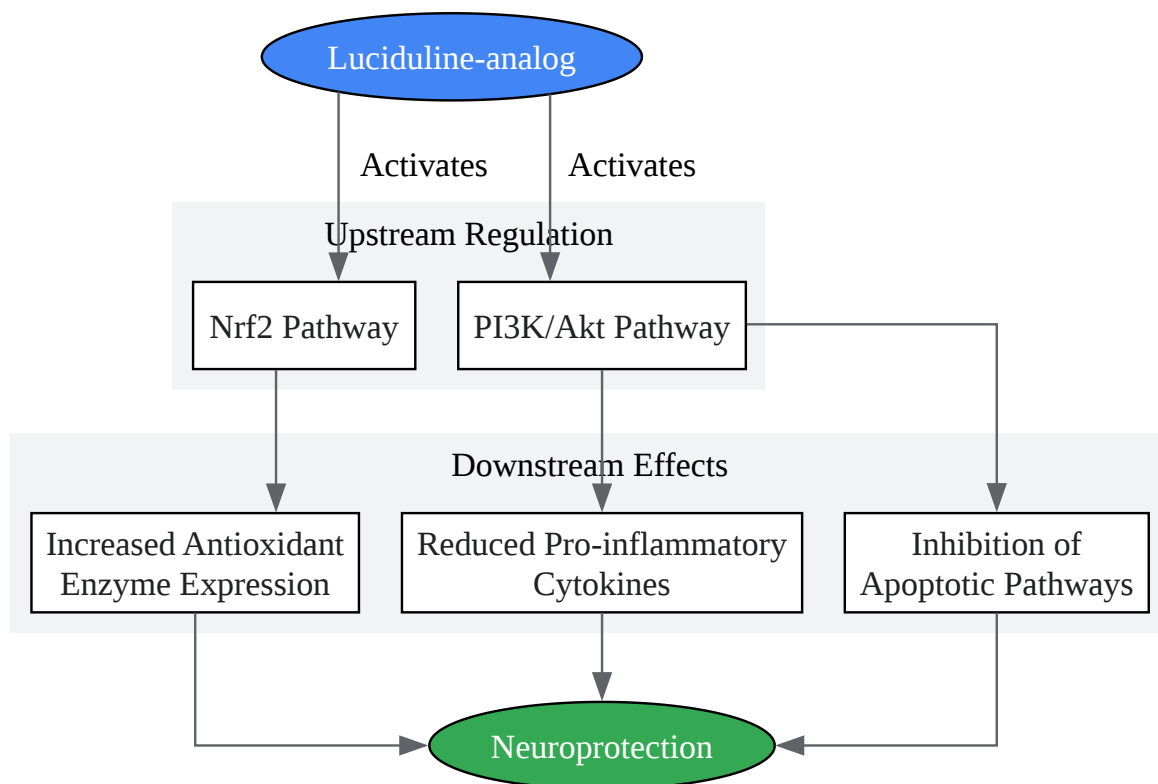 Luciduline-analog
Activates
Activates
Upstream Regulation
Nrf2 Pathway
PI3K/Akt Pathway
Downstream Effects
Increased Antioxidant
Enzyme Expression
Reduced Pro-inflammatory
Cytokines
Inhibition of
Apoptotic Pathways
Neuroprotection